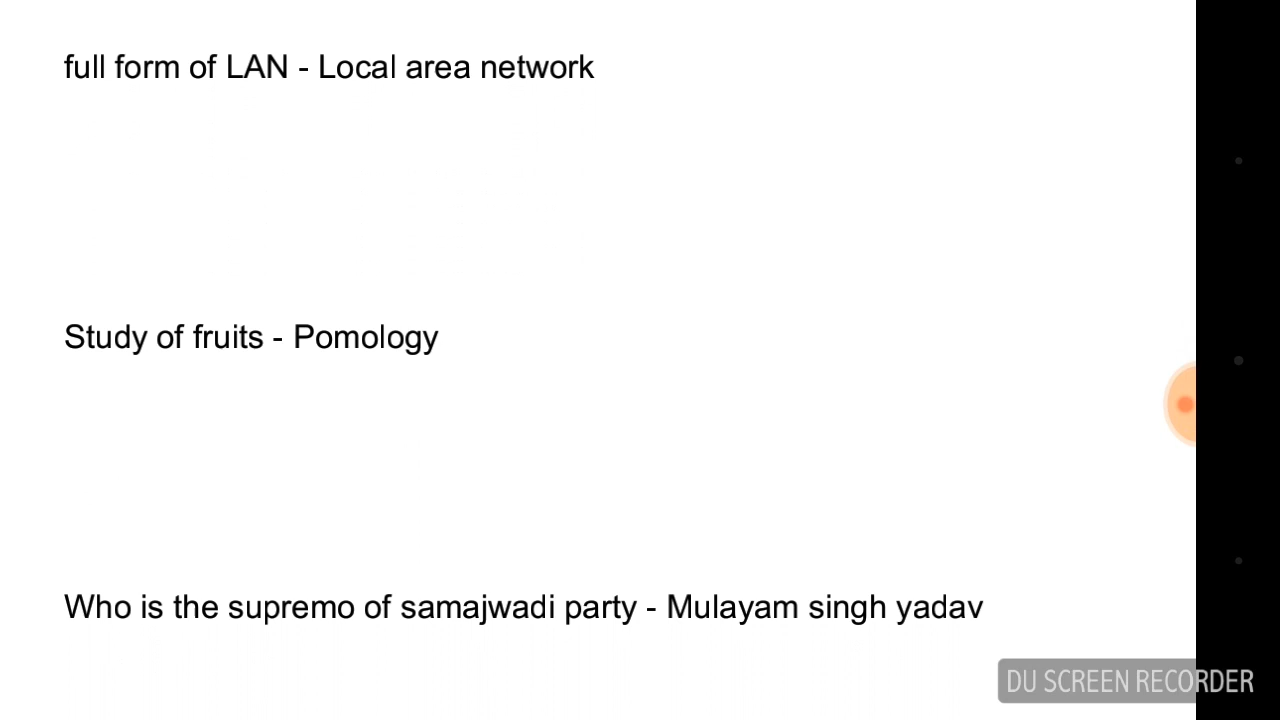 full form of LAN - Local area network
Study of fruits - Pomology
Who is the supremo of samajwadi party - Mulayam singh yadav
DU SCREEN RECORDER